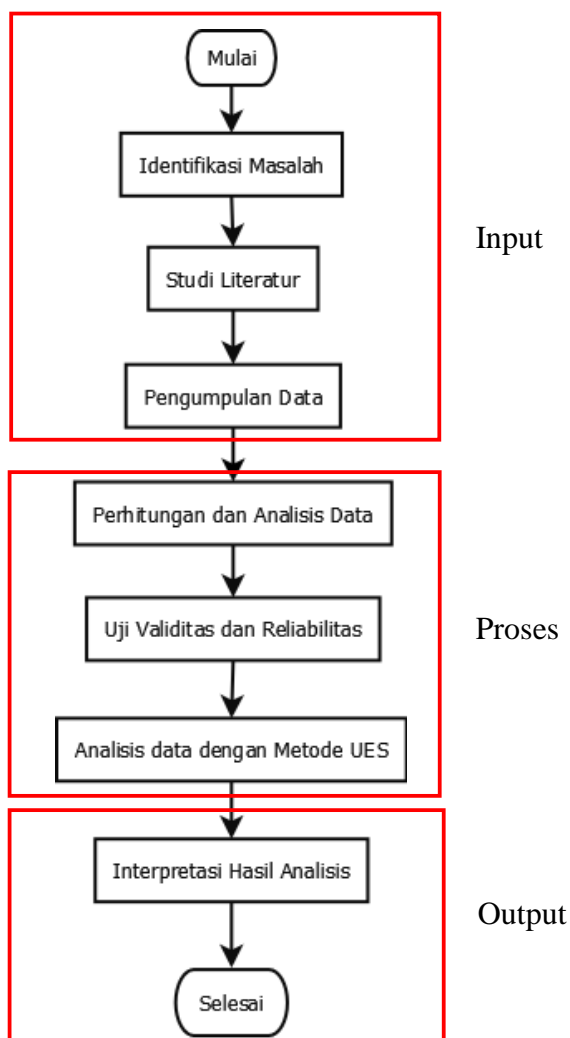 Mulai
Identifikasi Masalah
Input
Studi Literatur
Pengumpulan Data
Perhitungan dan Analisis Data
Uji Validitas dan Reliabilitas
Proses
Analisis data dengan Metode UES
Interpretasi Hasil Analisis
Output
Selesai